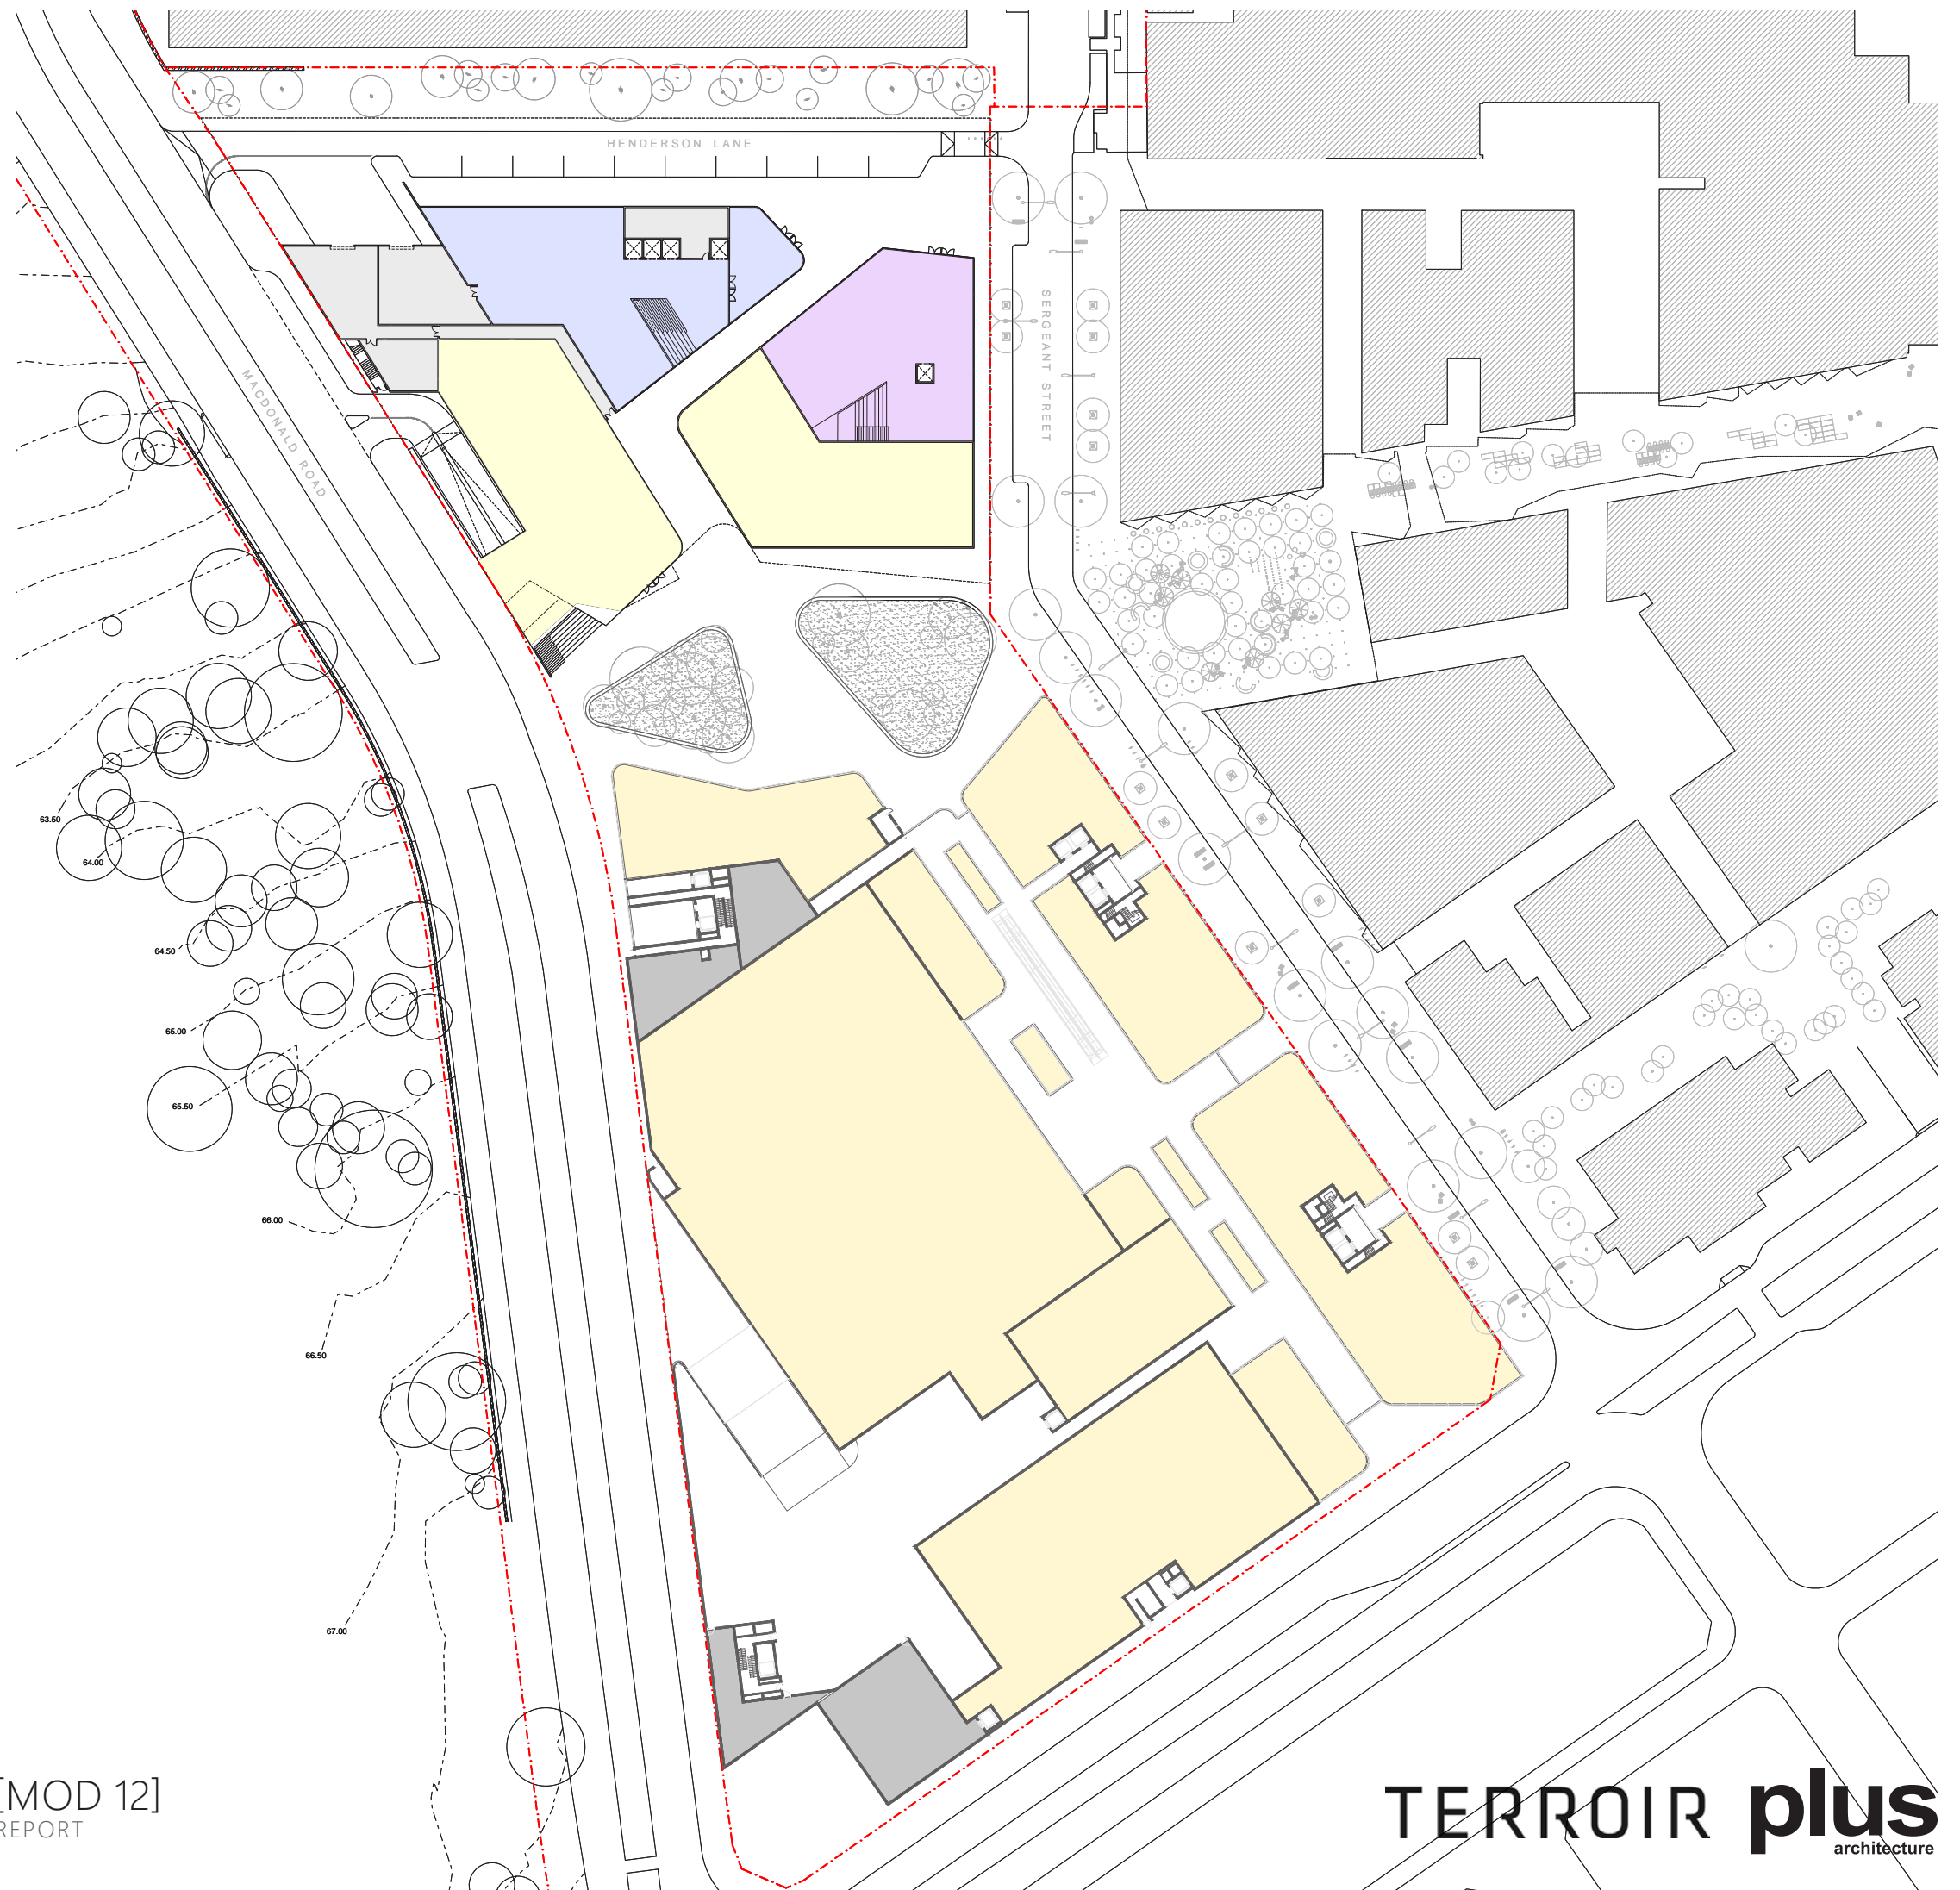 HENDERSON LANE
SERGEANT STREET
MACDONALD ROAD
63.50
64.00
64.50
65.00
65.50
66.00
66.50
67.00
[MOD 12]
REPORT
TERROIR
plus
architecture